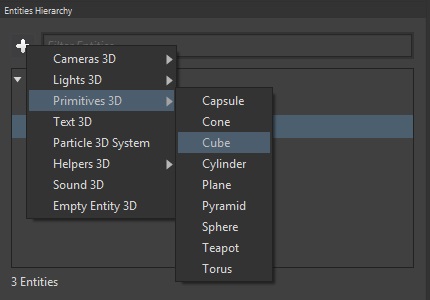 Entities Hierarchy
Filter Entities
Cameras 3D
Lights 3D
Primitives 3D
Text 3D
Particle 3D System
Helpers 3D
Sound 3D
Empty Entity 3D
Capsule
Cone
Cube
Cylinder
Plane
Pyramid
Sphere
Teapot
Torus
3 Entities